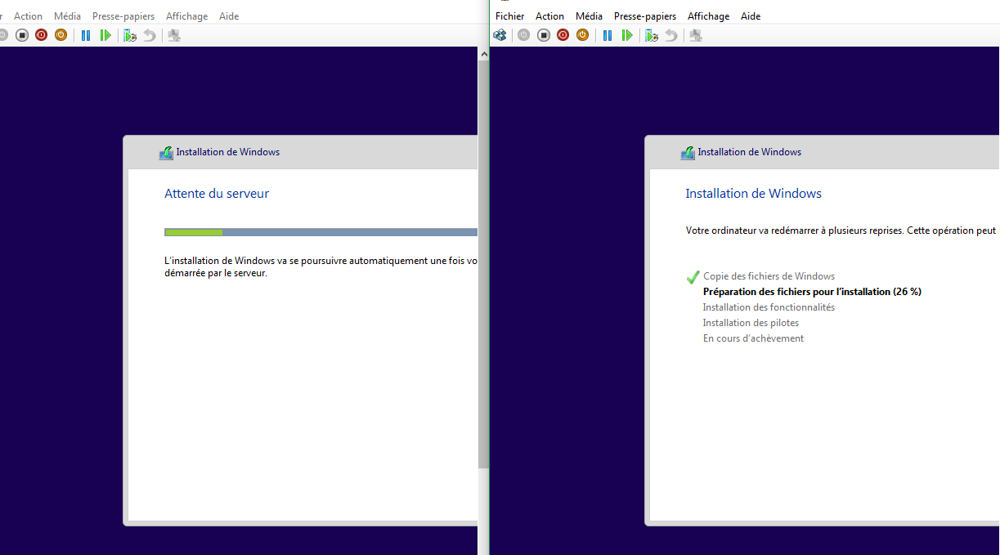 r Action Média Presse-papiers Affichage Aide
Installation de Windows
Attente du serveur
L’installation de Windows va se poursuivre automatiquement une fois vo
démarrée par le serveur.
Fichier Action Média Presse-papiers Affichage Aide
Installation de Windows
Installation de Windows
Votre ordinateur va redémarrer à plusieurs reprises. Cette opération peut
Copie des fichiers de Windows
Préparation des fichiers pour l’installation (26 %)
Installation des fonctionnalités
Installation des pilotes
En cours d’achèvement